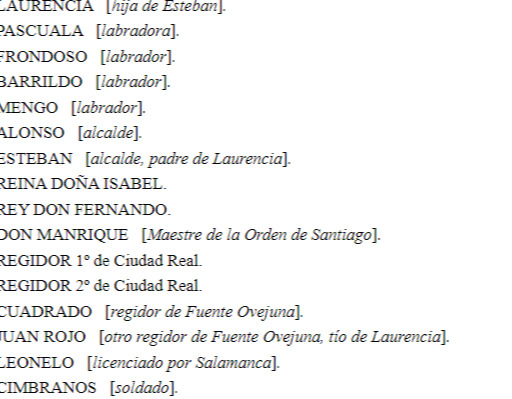 LAURENCIA [hija de Esteban].
PASCUALA [labradora].
FRONDOSO [labrador].
BARRILDO [labrador].
MENGO [labrador].
ALONSO [alcalde].
ESTEBAN [alcalde, padre de Laurencia].
REINA DOÑA ISABEL.
REY DON FERNANDO.
DON MANRIQUE [Maestre de la Orden de Santiago].
REGIDOR 1º de Ciudad Real.
REGIDOR 2º de Ciudad Real.
CUADRADO [regidor de Fuente Ovejuna].
JUAN ROJO [otro regidor de Fuente Ovejuna, tío de Laurencia].
LEONELO [licenciado por Salamanca].
CIMBRANOS [soldado].